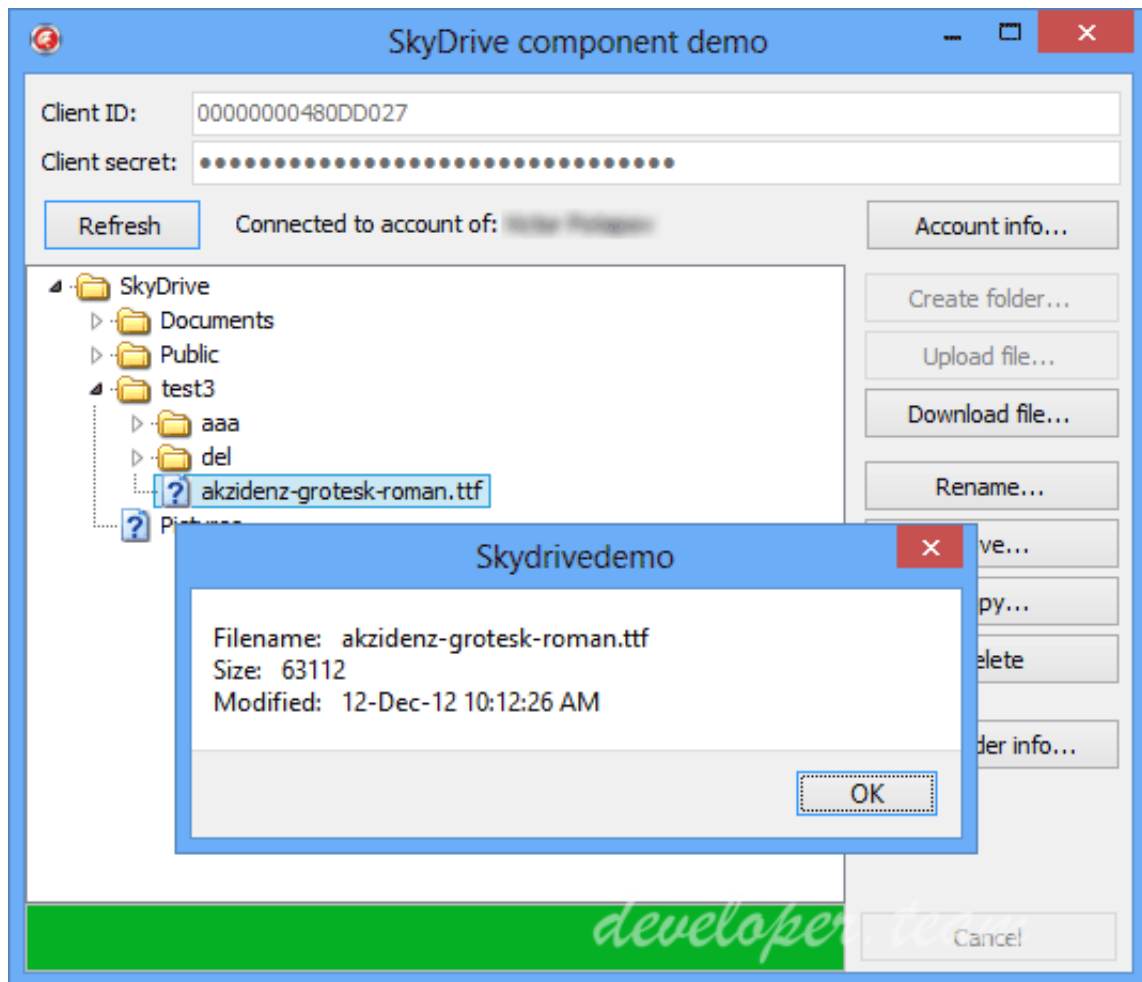 SkyDrive component demo
Client ID: 00000000480DD027
Client secret: ●●●●●●●●●●●●●●●●●●●●●●●●●●●●●●●●
Refresh Connected to account of: Account info...
SkyDrive
Create folder...
Documents
Public
Upload file...
test3
aaa
Download file...
del
akzidenz-grotesk-roman.ttf
Rename...
Skydrivedemo
Filename: akzidenz-grotesk-roman.ttf
Size: 63112
Modified: 12-Dec-12 10:12:26 AM
info...
OK
developer.team
Cancel